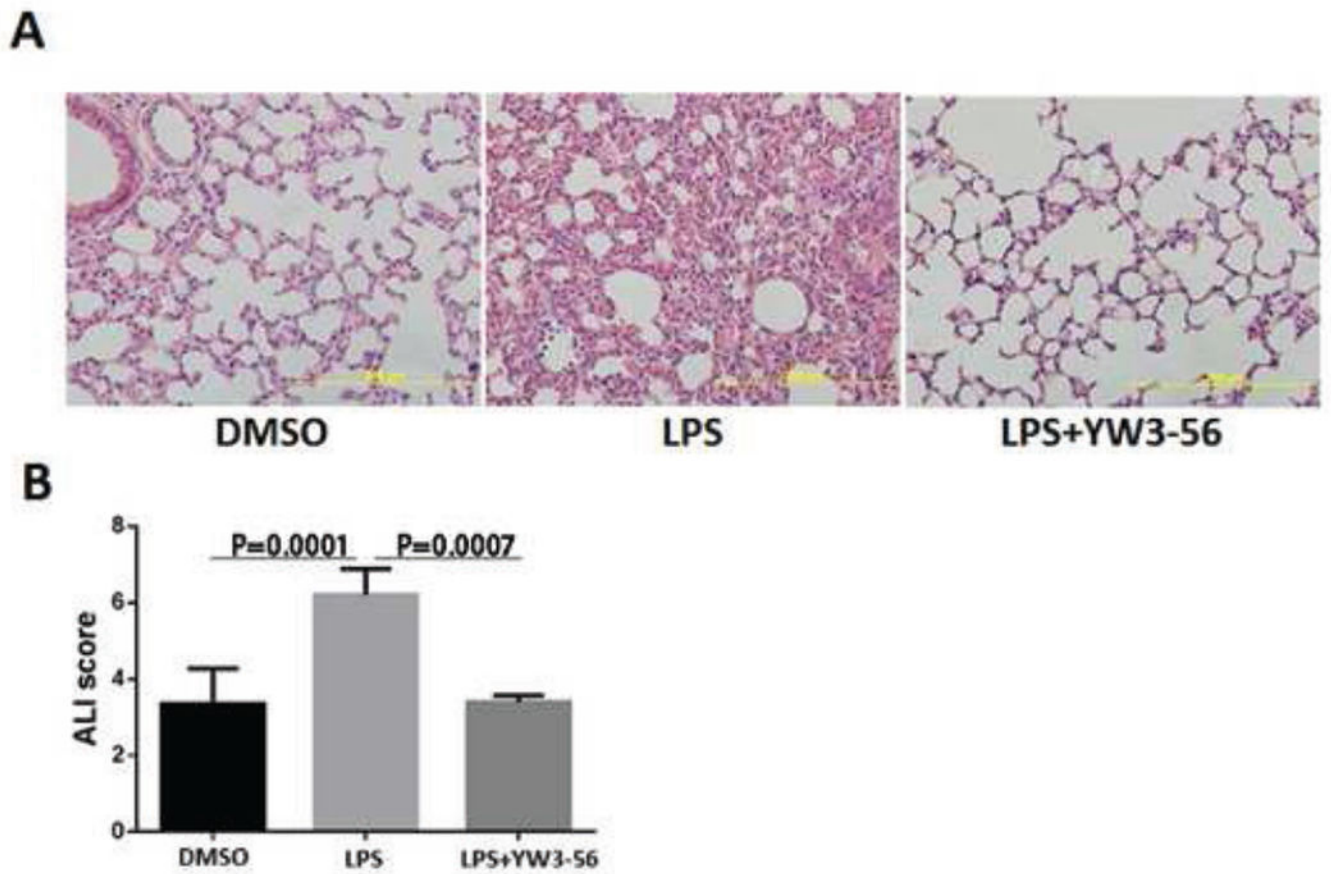 A
DMSO
LPS
LPS+YW3-56
B
8
P=0.0001
P=0.0007
6
4
2
0
ALI score
DMSO
LPS
LPS+YW3-56